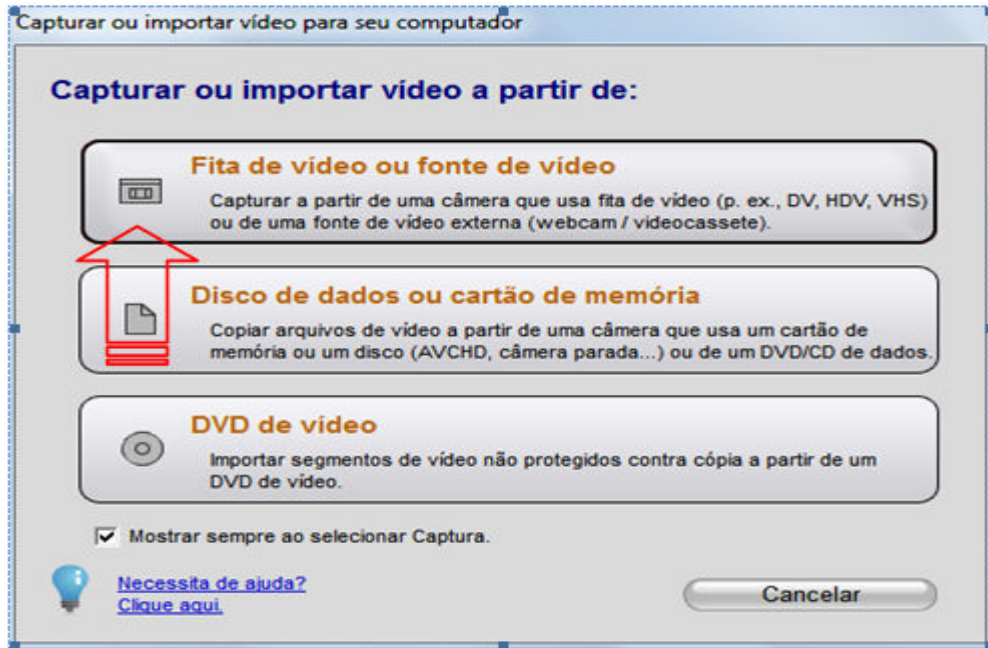 Capturar ou importar vídeo para seu computador
Capturar ou importar vídeo a partir de:
Fita de vídeo ou fonte de vídeo
Capturar a partir de uma câmera que usa fita de vídeo (p. ex., DV, HDV, VHS)
ou de uma fonte de vídeo externa (webcam / videocassete).
Disco de dados ou cartão de memória
Copiar arquivos de vídeo a partir de uma câmera que usa um cartão de
memória ou um disco (AVCHD, câmera parada...) ou de um DVD/CD de dados.
DVD de vídeo
Importar segmentos de vídeo não protegidos contra cópia a partir de um
DVD de vídeo.
Mostrar sempre ao selecionar Captura.
Necessita de ajuda?
Clique aqui.
Cancelar